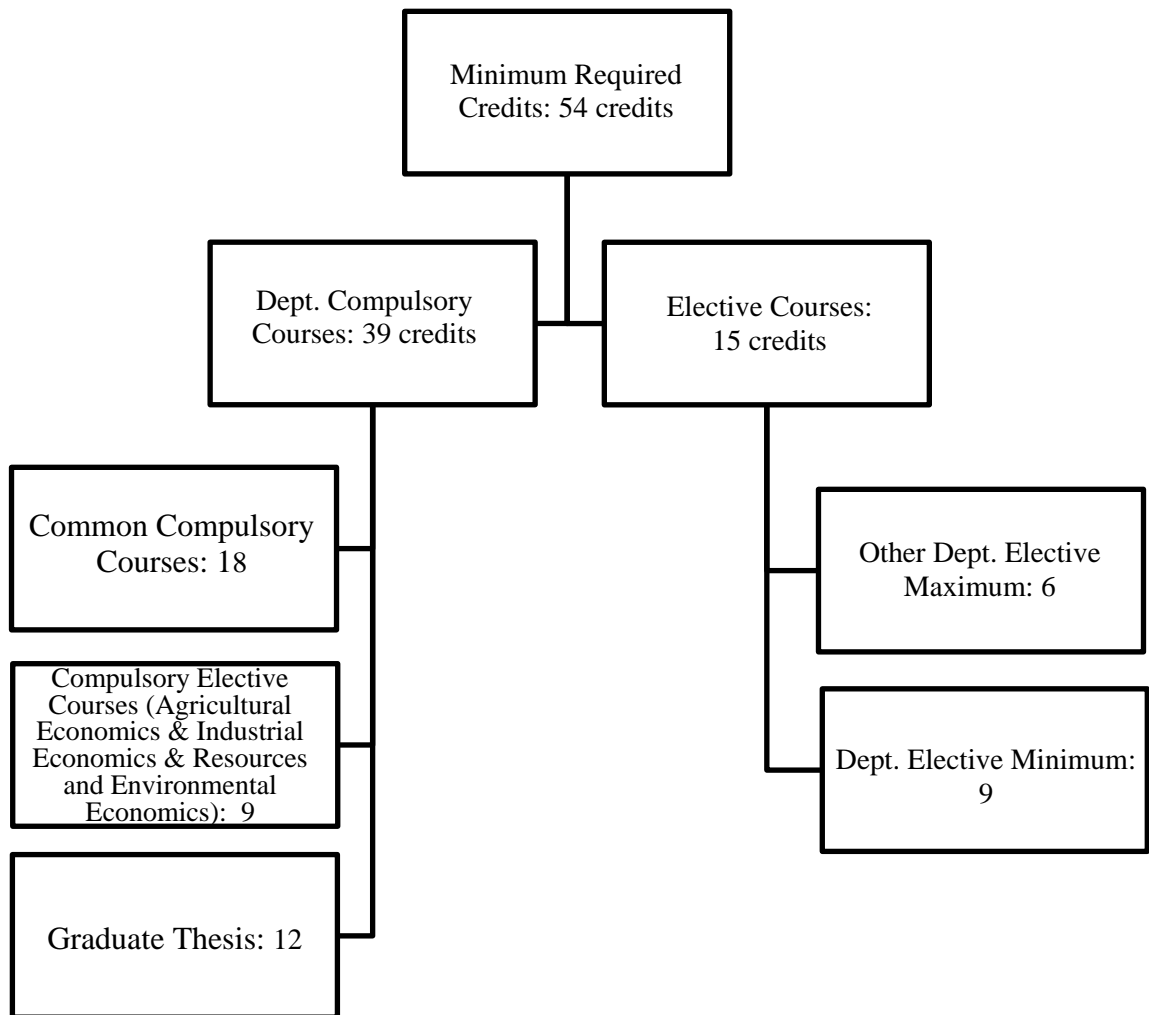 Minimum Required
Credits: 54 credits
Dept. Compulsory
Courses: 39 credits
Elective Courses:
15 credits
Common Compulsory
Courses: 18
Compulsory Elective
Courses (Agricultural
Economics & Industrial
Economics & Resources
and Environmental
Economics): 9
Graduate Thesis: 12
Other Dept. Elective
Maximum: 6
Dept. Elective Minimum:
9